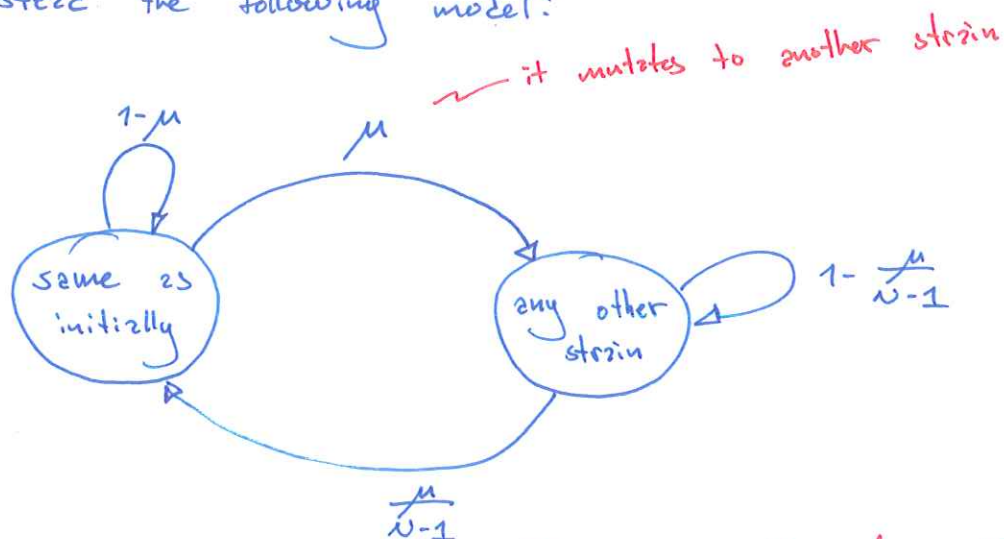 the following model:
it mutates to another strain
1-μ
μ
same as
initially
any other
strain
1- μ/N-1
μ/N-1